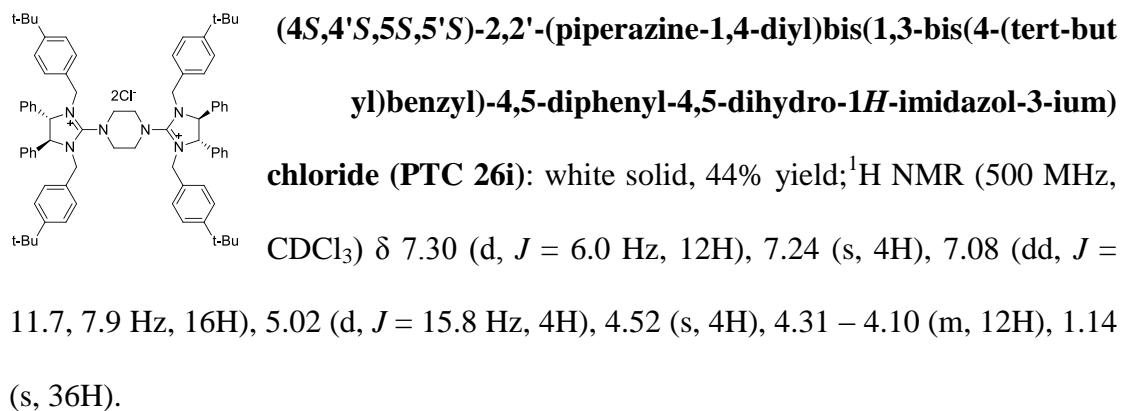 t-Bu t-Bu
2Cl-
Ph N N Ph
+ N N +
Ph N N Ph
t-Bu t-Bu
(4S,4'S,5S,5'S)-2,2'-(piperazine-1,4-diyl)bis(1,3-bis(4-(tert-but
yl)benzyl)-4,5-diphenyl-4,5-dihydro-1H-imidazol-3-ium)
chloride (PTC 26i): white solid, 44% yield;¹H NMR (500 MHz,
CDCl₃) δ 7.30 (d, J = 6.0 Hz, 12H), 7.24 (s, 4H), 7.08 (dd, J =
11.7, 7.9 Hz, 16H), 5.02 (d, J = 15.8 Hz, 4H), 4.52 (s, 4H), 4.31 – 4.10 (m, 12H), 1.14
(s, 36H).